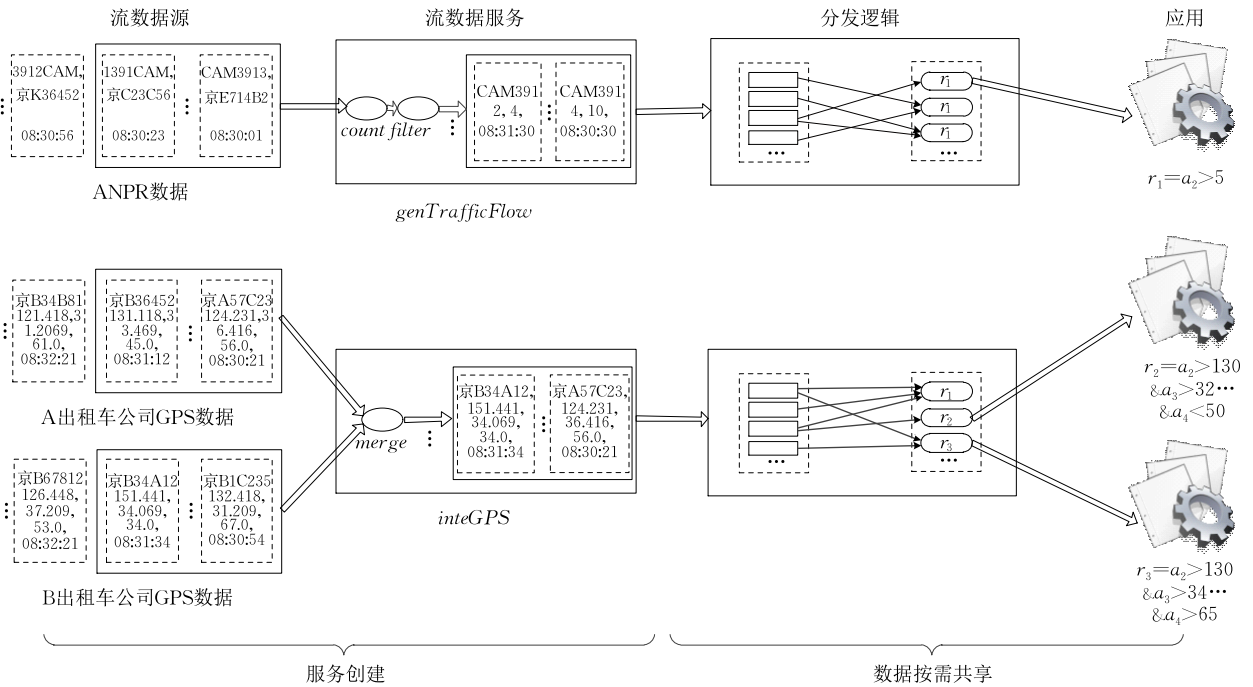 流数据源
流数据服务
分发逻辑
应用
3912CAM,
京K36452
08:30:56
1391CAM,
京C23C56
08:30:23
CAM3913,
京E714B2
08:30:01
ANPR数据
count
filter
CAM391
2, 4,
08:31:30
CAM391
4, 10,
08:30:30
genTrafficFlow
r₁
r₁
r₁
r₁=a₂>5
京B34B81
121.418,3
1.2069,
61.0,
08:32:21
京B36452
131.118,3
3.469,
45.0,
08:31:12
京A57C23
124.231,3
6.416,
56.0,
08:30:21
A出租车公司GPS数据
京B67812
126.448,
37.209,
53.0,
08:32:21
京B34A12
151.441,
34.069,
34.0,
08:31:34
京B1C235
132.418,
31.209,
67.0,
08:30:54
B出租车公司GPS数据
merge
京B34A12,
151.441,
34.069,
34.0,
08:31:34
京A57C23,
124.231,
36.416,
56.0,
08:30:21
inteGPS
r₁
r₂
r₃
r₂=a₂>130
&a₃>32…
&a₄<50
r₃=a₂>130
&a₃>34…
&a₄>65
服务创建
数据按需共享